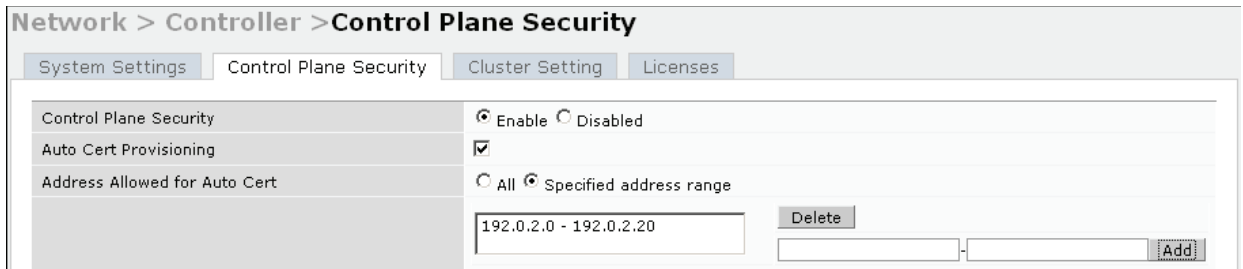 Network > Controller >Control Plane Security
System Settings Control Plane Security Cluster Setting Licenses
Control Plane Security Enable Disabled
Auto Cert Provisioning
Address Allowed for Auto Cert All Specified address range
192.0.2.0 - 192.0.2.20 Delete
- Add